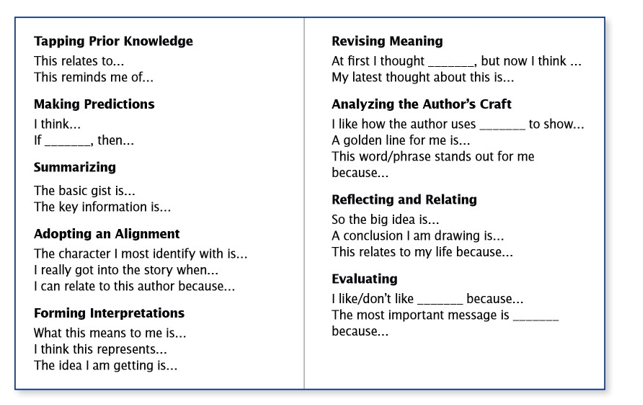 Tapping Prior Knowledge
This relates to…
This reminds me of…
Making Predictions
I think…
If _______, then…
Summarizing
The basic gist is…
The key information is…
Adopting an Alignment
The character I most identify with is…
I really got into the story when…
I can relate to this author because…
Forming Interpretations
What this means to me is…
I think this represents…
The idea I am getting is…
Revising Meaning
At first I thought _______, but now I think …
My latest thought about this is…
Analyzing the Author’s Craft
I like how the author uses _______ to show…
A golden line for me is…
This word/phrase stands out for me
because…
Reflecting and Relating
So the big idea is…
A conclusion I am drawing is…
This relates to my life because…
Evaluating
I like/don’t like _______ because…
The most important message is _______
because…